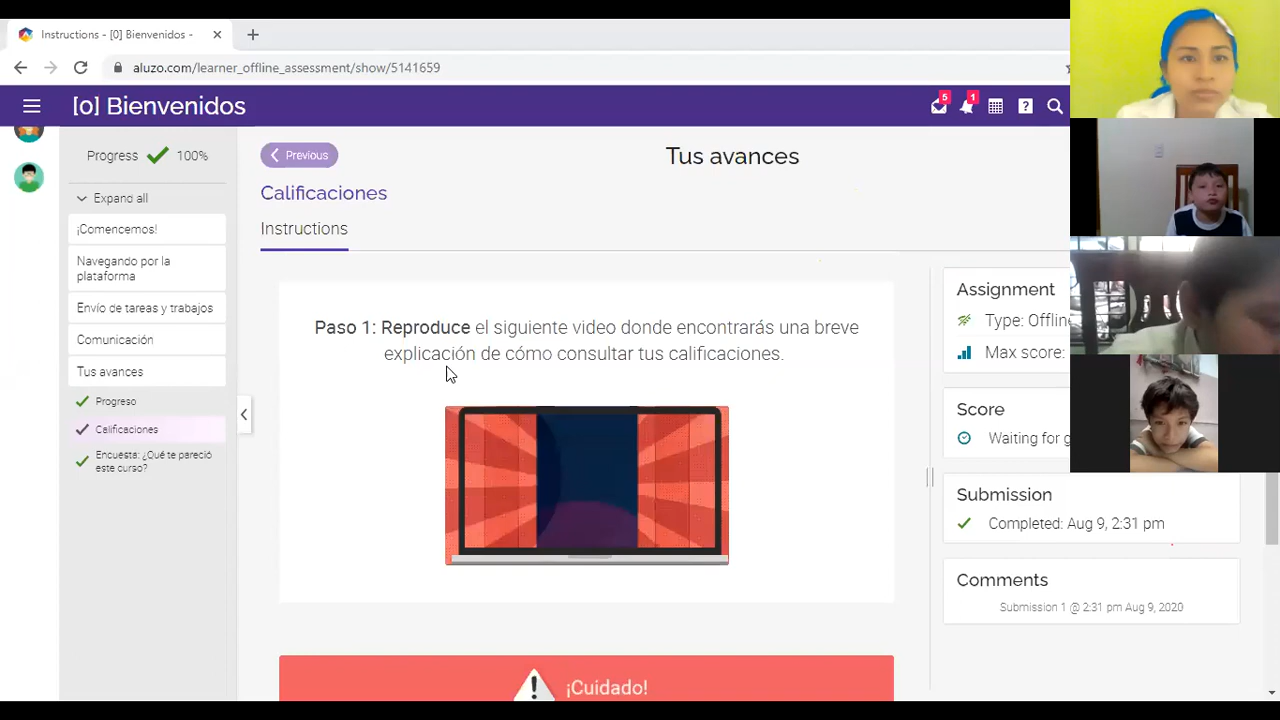 Instructions - [0] Bienvenidos -
aluzo.com/learner_offline_assessment/show/5141659
[0] Bienvenidos
5
1
Progress 100%
Expand all
¡Comencemos!
Navegando por la
plataforma
Envío de tareas y trabajos
Comunicación
Tus avances
Progreso
Calificaciones
Encuesta: ¿Qué te pareció
este curso?
Previous
Tus avances
Calificaciones
Instructions
Paso 1: Reproduce el siguiente video donde encontrarás una breve
explicación de cómo consultar tus calificaciones.
¡Cuidado!
Assignment
Type: Offline
Max score:
Score
Waiting for
Submission
Completed: Aug 9, 2:31 pm
Comments
Submission 1 @ 2:31 pm Aug 9, 2020